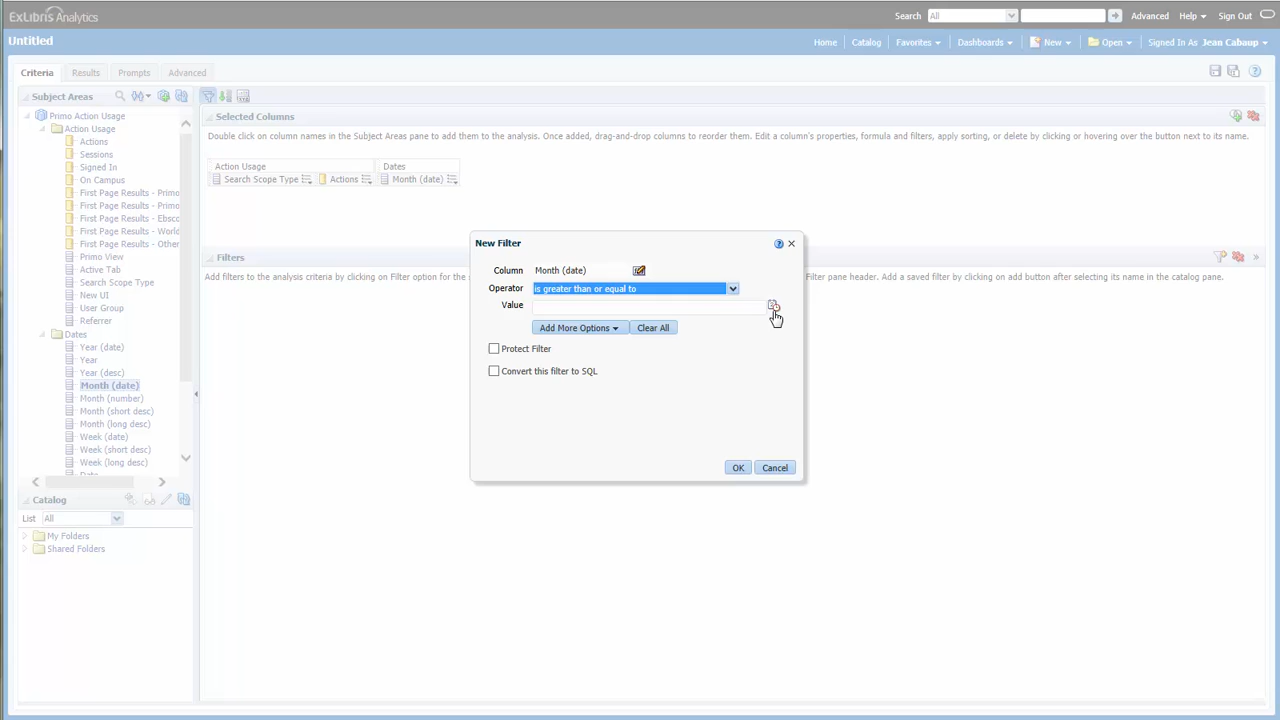 ExLibris Analytics
Search All Advanced Help Sign Out
Untitled
Home Catalog Favorites Dashboards New Open Signed In As Jean Cabaup
Criteria Results Prompts Advanced
Subject Areas
Primo Action Usage
Action Usage
Actions
Sessions
Signed In
On Campus
First Page Results - Primo
First Page Results - Primo
First Page Results - Ebsco
First Page Results - World
First Page Results - Other
Primo View
Active Tab
Search Scope Type
New UI
User Group
Referrer
Dates
Year (date)
Year
Year (desc)
Month (date)
Month (number)
Month (short desc)
Month (long desc)
Week (date)
Week (short desc)
Week (long desc)
Date
Catalog
List All
My Folders
Shared Folders
Selected Columns
Double click on column names in the Subject Areas pane to add them to the analysis. Once added, drag-and-drop columns to reorder them. Edit a column's properties, formula and filters, apply sorting, or delete by clicking or hovering over the button next to its name.
Action Usage Dates
Search Scope Type Actions Month (date)
Filters
Add filters to the analysis criteria by clicking on Filter option for the Filter pane header. Add a saved filter by clicking on add button after selecting its name in the catalog pane.
New Filter
Column Month (date)
Operator is greater than or equal to
Value
Add More Options Clear All
Protect Filter
Convert this filter to SQL
OK Cancel